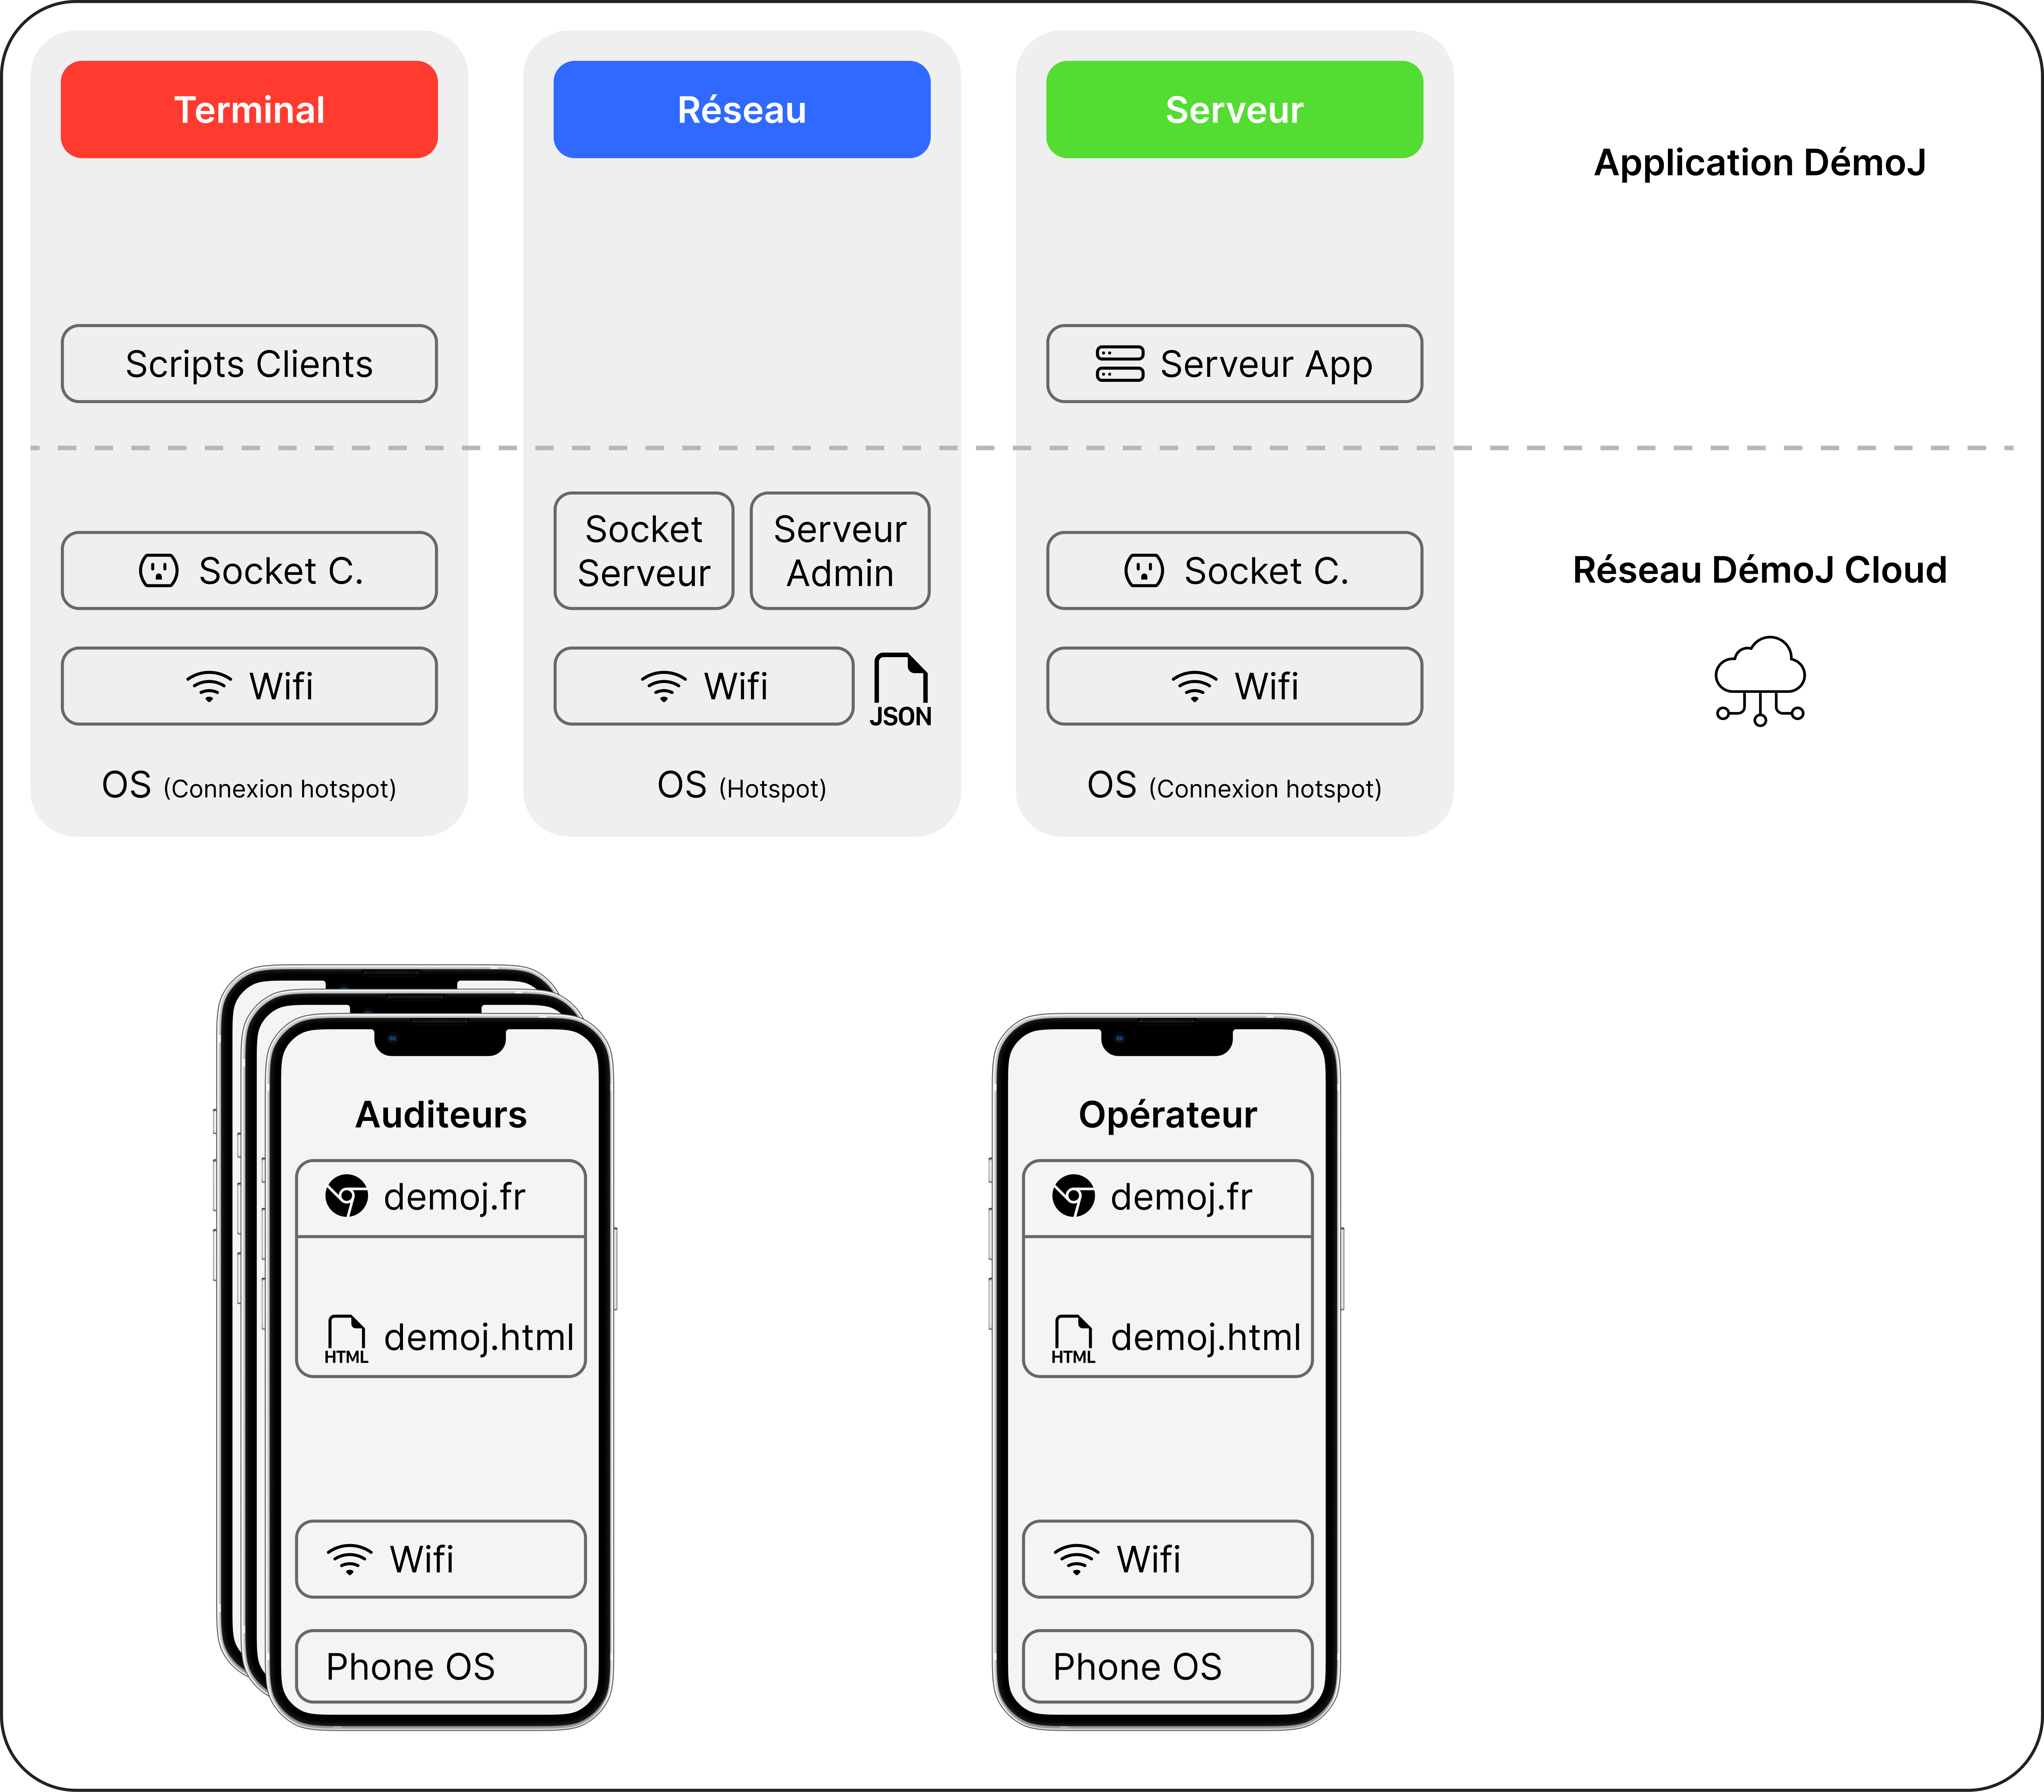 Terminal
Réseau
Serveur
Application DémoJ
Scripts Clients
Serveur App
Socket C.
Socket
Serveur
Serveur
Admin
Socket C.
Réseau DémoJ Cloud
Wifi
Wifi
JSON
Wifi
OS (Connexion hotspot)
OS (Hotspot)
OS (Connexion hotspot)
Auditeurs
demoj.fr
HTML
demoj.html
Wifi
Phone OS
Opérateur
demoj.fr
HTML
demoj.html
Wifi
Phone OS